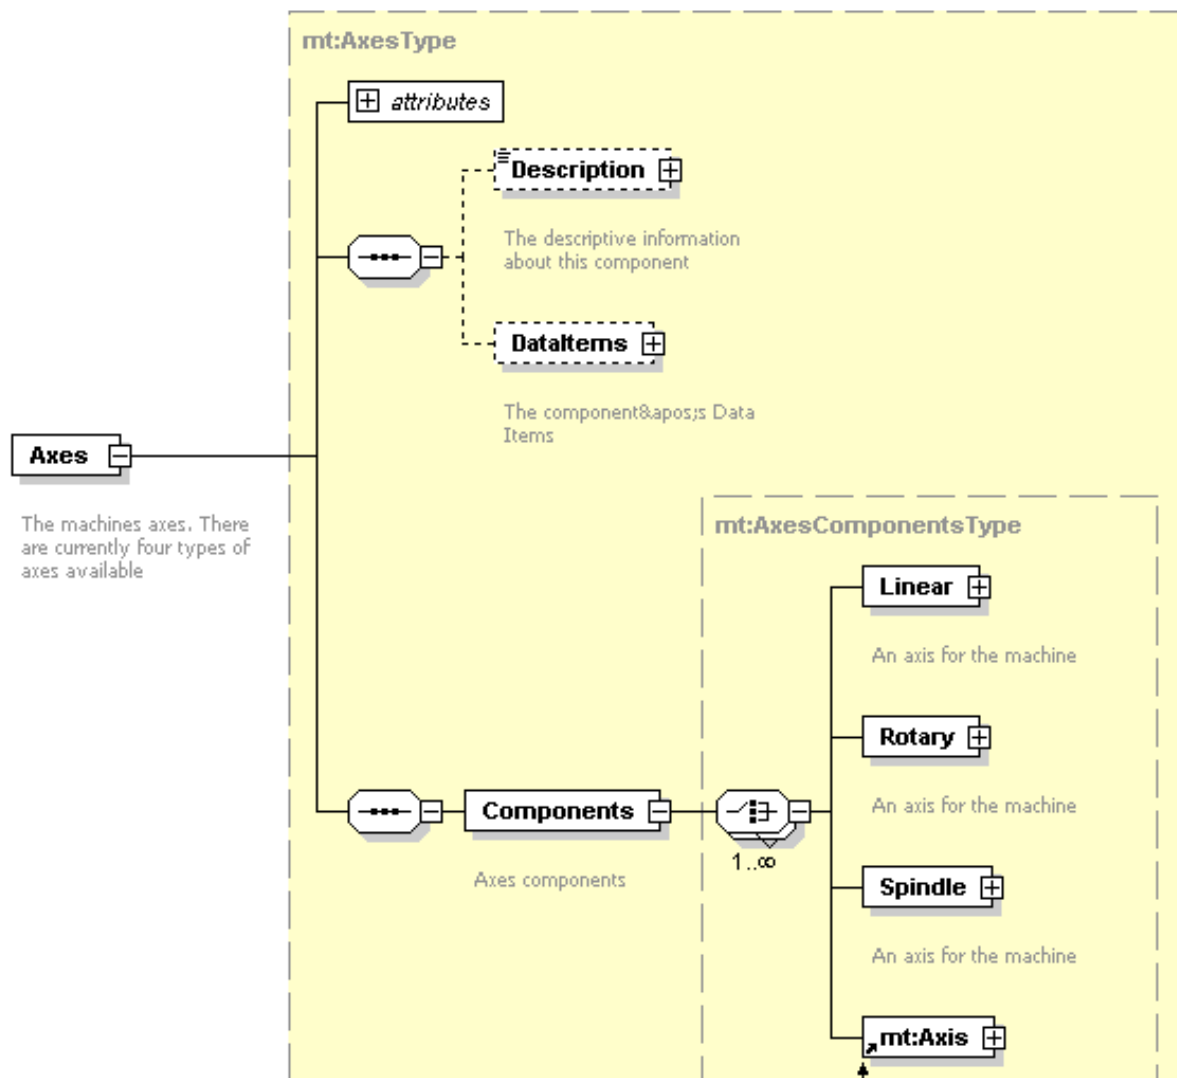 mt:AxesType
attributes
Description
The descriptive information
about this component
DataItems
The component&apos;s Data
Items
Axes
The machines axes. There
are currently four types of
axes available
mt:AxesComponentsType
Linear
An axis for the machine
Rotary
An axis for the machine
Components
1..∞
Axes components
Spindle
An axis for the machine
mt:Axis